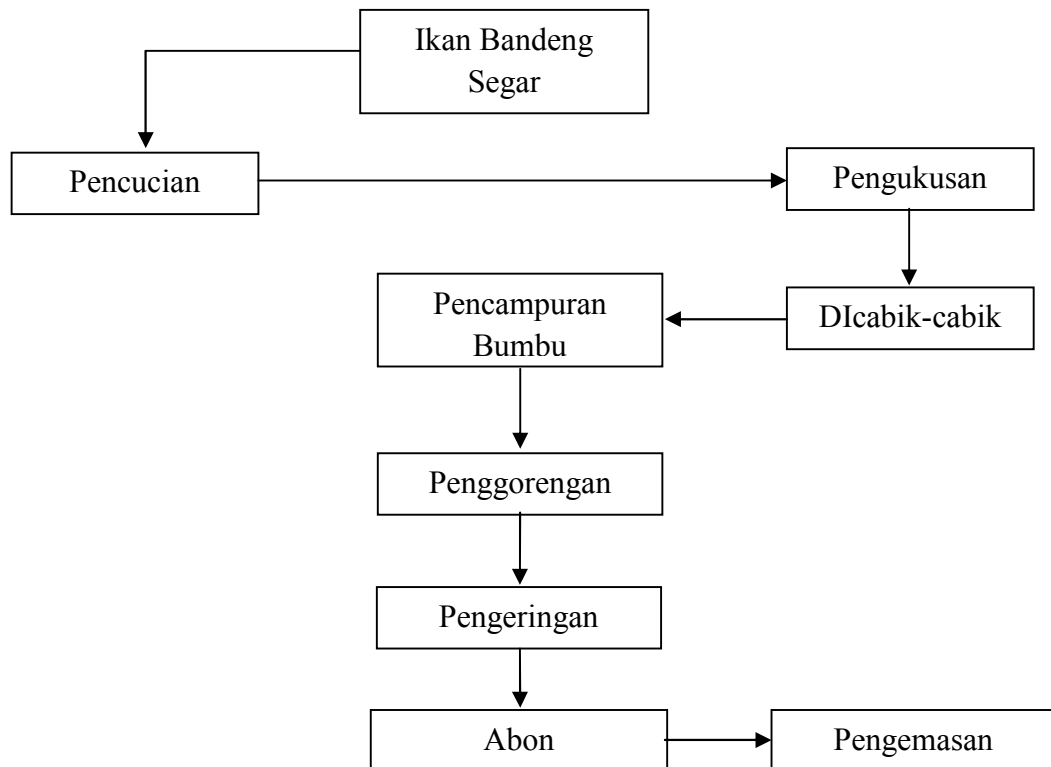 Ikan Bandeng
Segar
Pencucian
Pengukusan
DIcabik-cabik
Pencampuran
Bumbu
Penggorengan
Pengeringan
Abon
Pengemasan